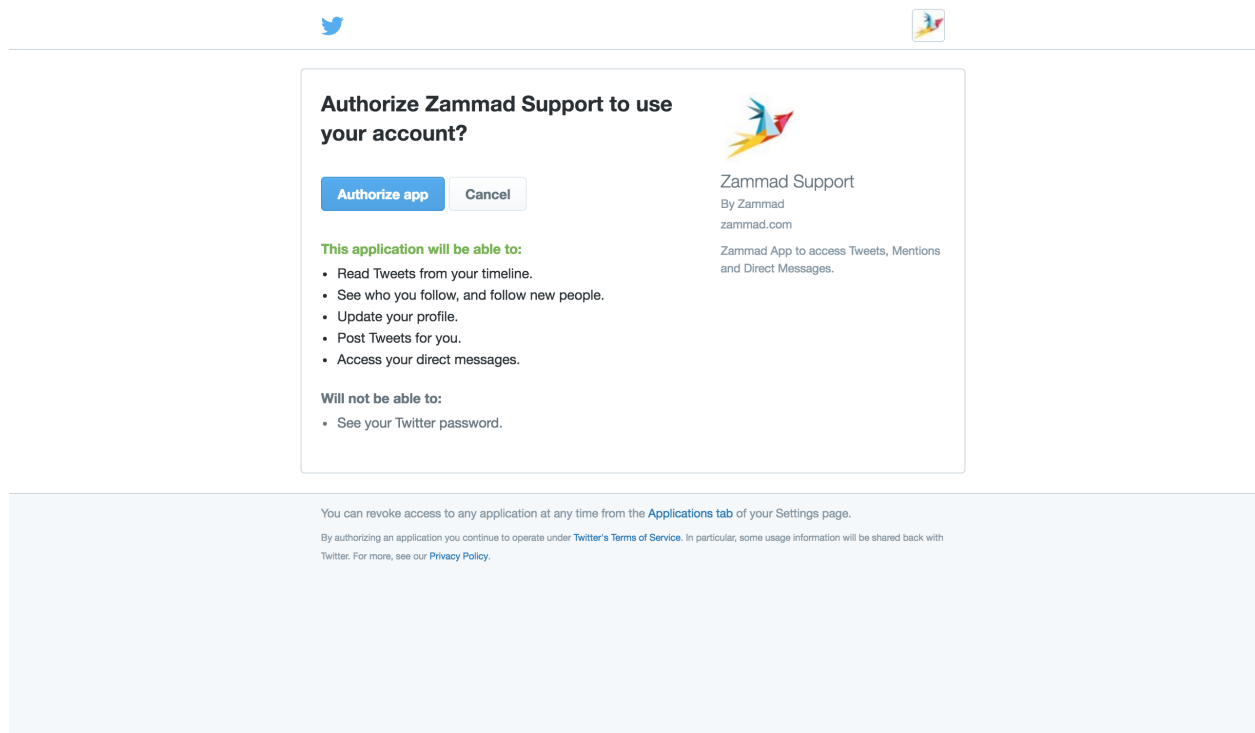 Authorize Zammad Support to use
your account?
Authorize app
Cancel
This application will be able to:
• Read Tweets from your timeline.
• See who you follow, and follow new people.
• Update your profile.
• Post Tweets for you.
• Access your direct messages.
Will not be able to:
• See your Twitter password.
Zammad Support
By Zammad
zammad.com
Zammad App to access Tweets, Mentions
and Direct Messages.
You can revoke access to any application at any time from the Applications tab of your Settings page.
By authorizing an application you continue to operate under Twitter's Terms of Service. In particular, some usage information will be shared back with
Twitter. For more, see our Privacy Policy.